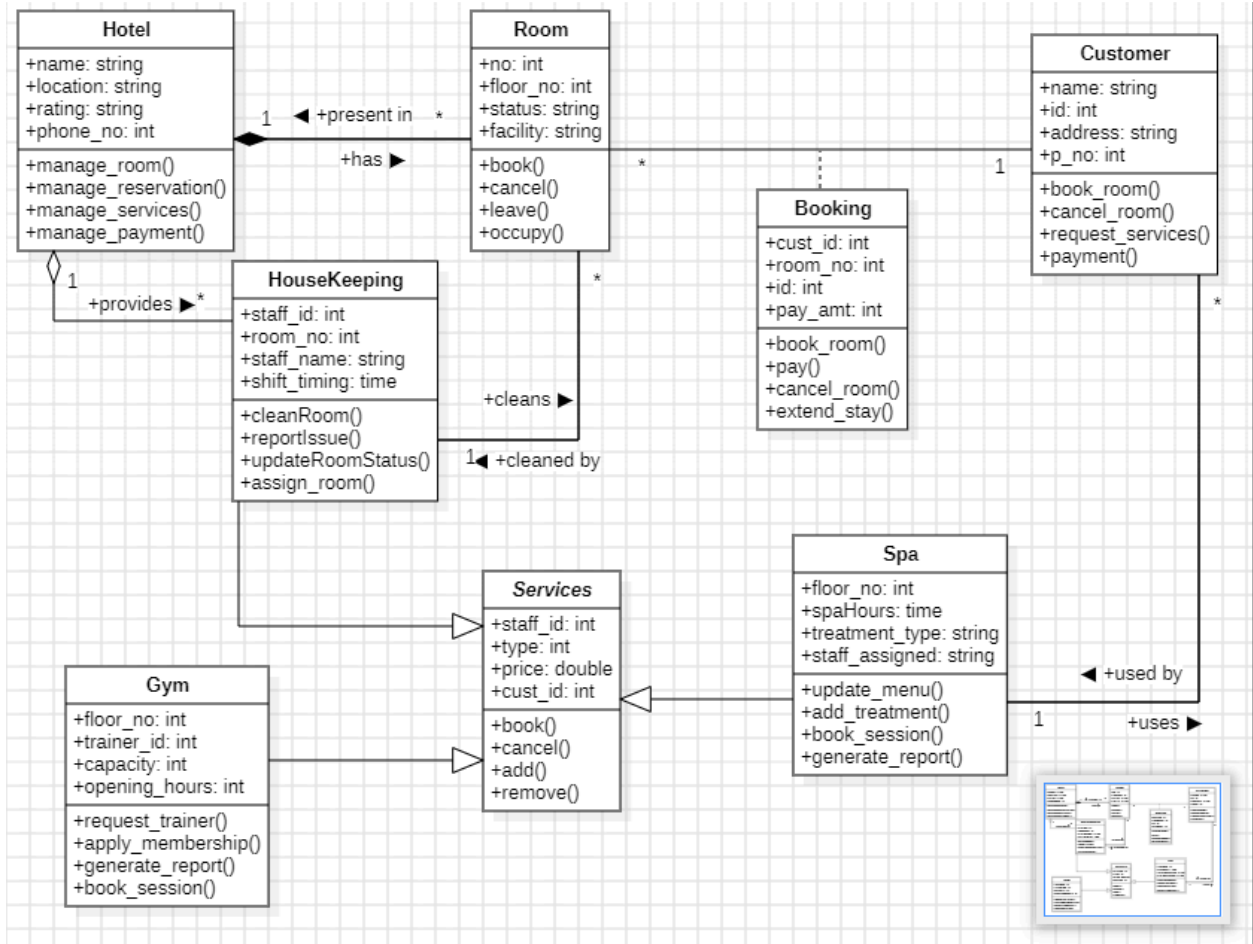 Hotel
+name: string
+location: string
+rating: string
+phone_no: int
+manage_room()
+manage_reservation()
+manage_services()
+manage_payment()
1
◀ +present in
*
+has ▶
Room
+no: int
+floor_no: int
+status: string
+facility: string
+book()
+cancel()
+leave()
+occupy()
*
1
Customer
+name: string
+id: int
+address: string
+p_no: int
+book_room()
+cancel_room()
+request_services()
+payment()
Booking
+cust_id: int
+room_no: int
+id: int
+pay_amt: int
+book_room()
+pay()
+cancel_room()
+extend_stay()
1
+provides ▶
*
HouseKeeping
+staff_id: int
+room_no: int
+staff_name: string
+shift_timing: time
+cleanRoom()
+reportIssue()
+updateRoomStatus()
+assign_room()
*
+cleans ▶
1
◀ +cleaned by
*
Services
+staff_id: int
+type: int
+price: double
+cust_id: int
+book()
+cancel()
+add()
+remove()
Spa
+floor_no: int
+spaHours: time
+treatment_type: string
+staff_assigned: string
+update_menu()
+add_treatment()
+book_session()
+generate_report()
◀ +used by
1
+uses ▶
Gym
+floor_no: int
+trainer_id: int
+capacity: int
+opening_hours: int
+request_trainer()
+apply_membership()
+generate_report()
+book_session()